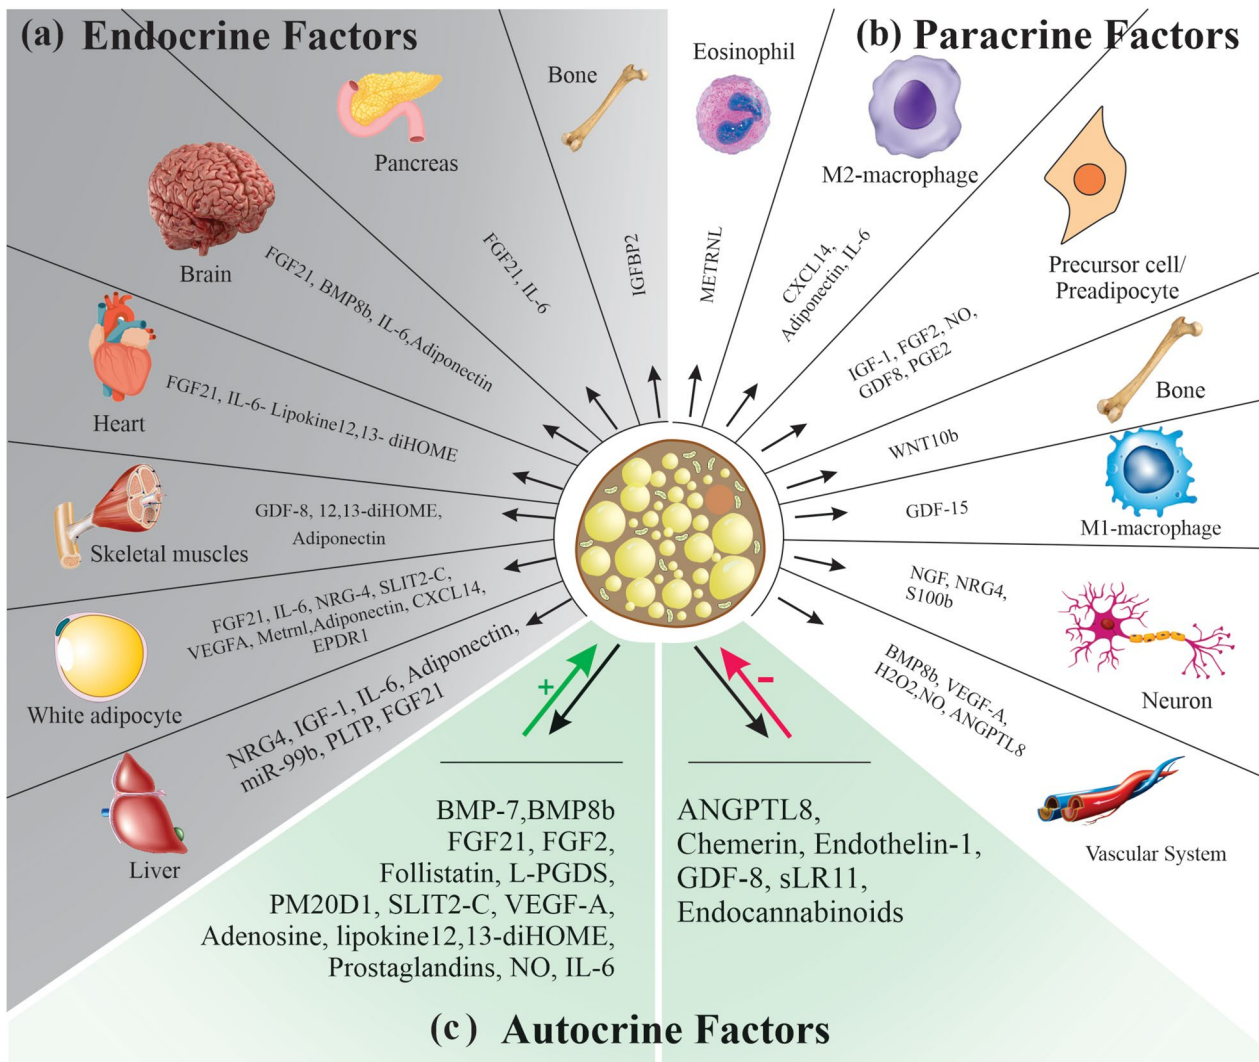 (a) Endocrine Factors
Bone
IGFBP2
Pancreas
FGF21, IL-6
Brain
FGF21, BMP8b, IL-6,Adiponectin
Heart
FGF21, IL-6- Lipokine12,13- diHOME
Skeletal muscles
GDF-8, 12,13-diHOME,
Adiponectin
White adipocyte
FGF21, IL-6, NRG-4, SLIT2-C,
VEGFA, Metrnl,Adiponectin, CXCL14,
EPDR1
Liver
NRG4, IGF-1, IL-6, Adiponectin,
miR-99b, PLTP, FGF21
(b) Paracrine Factors
Eosinophil
METRNL
M2-macrophage
CXCL14,
Adiponectin, IL-6
Precursor cell/
Preadipocyte
IGF-1, FGF2, NO,
GDF8, PGE2
Bone
WNT10b
M1-macrophage
GDF-15
Neuron
NGF, NRG4,
S100b
Vascular System
BMP8b, VEGF-A,
H2O2,NO, ANGPTL8
+
BMP-7,BMP8b
FGF21, FGF2,
Follistatin, L-PGDS,
PM20D1, SLIT2-C, VEGF-A,
Adenosine, lipokine12,13-diHOME,
Prostaglandins, NO, IL-6
-
ANGPTL8,
Chemerin, Endothelin-1,
GDF-8, sLR11,
Endocannabinoids
(c) Autocrine Factors